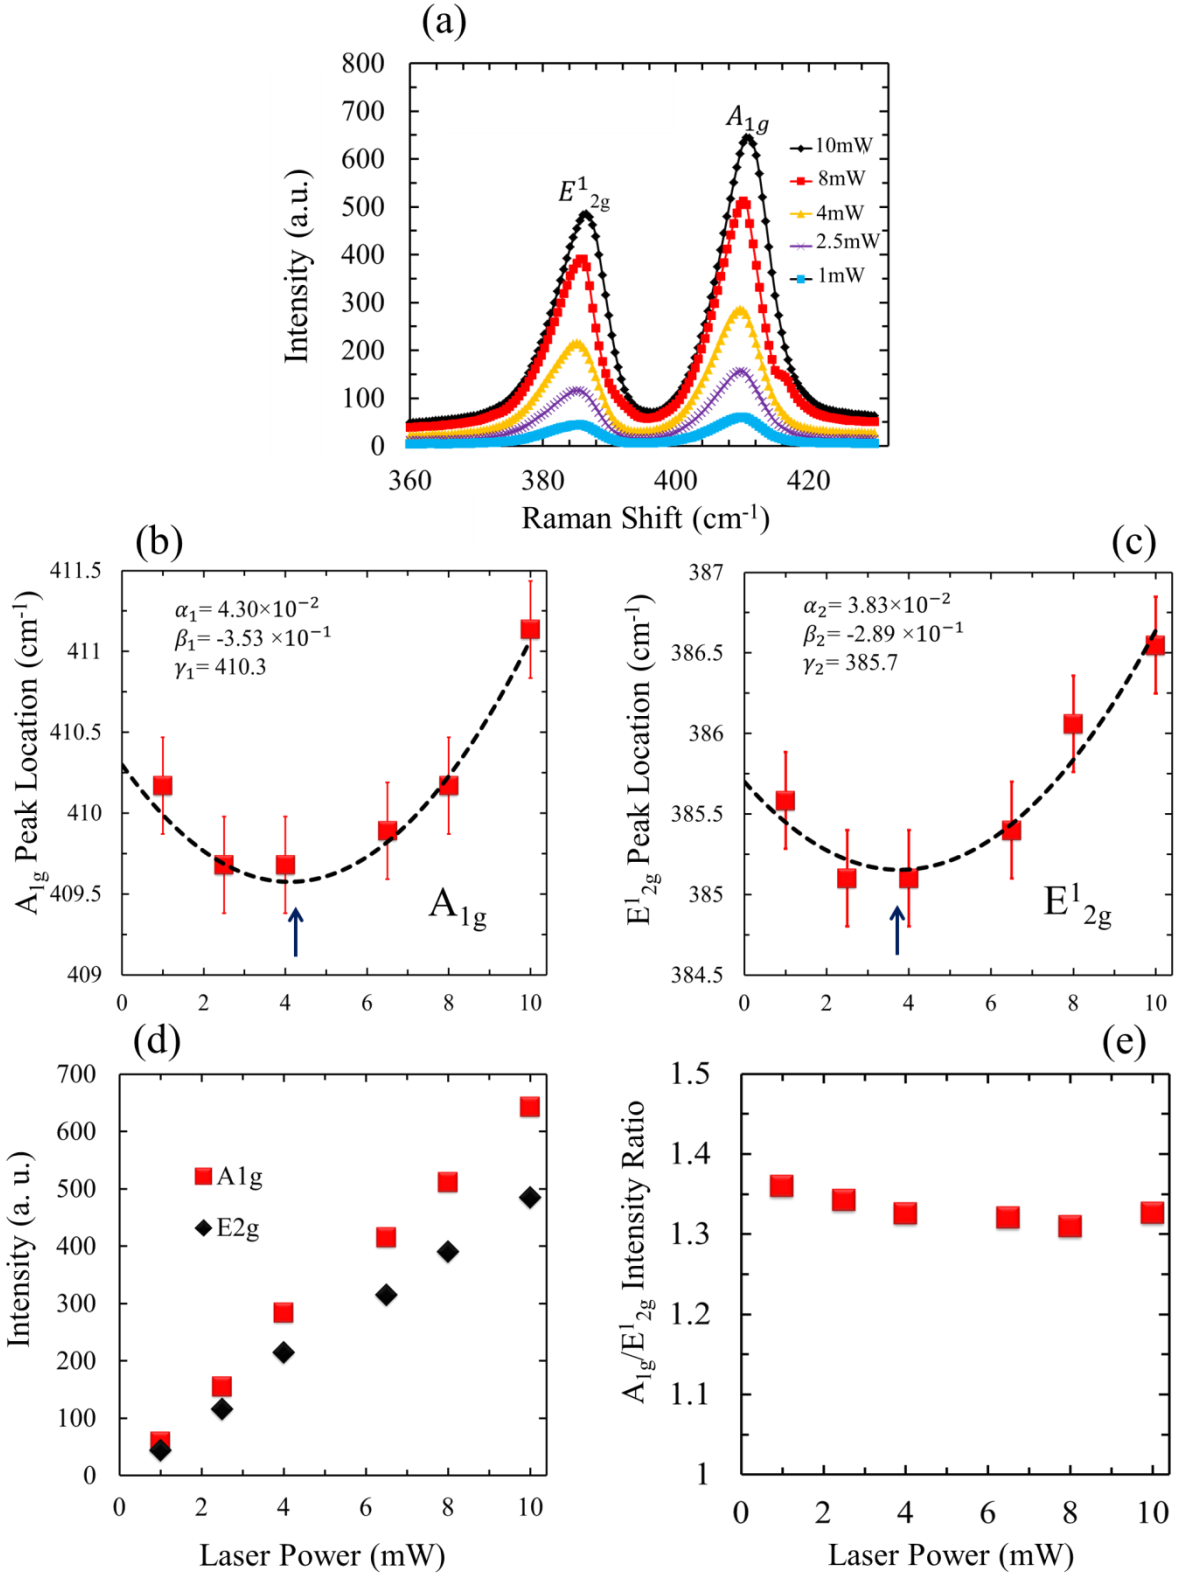 (a)
800
700
600
500
400
300
200
100
0
Intensity (a.u.)
E¹₂g
A₁g
10mW
8mW
4mW
2.5mW
1mW
360 380 400 420
Raman Shift (cm⁻¹)
(b)
411.5
411
410.5
410
409.5
409
A₁g Peak Location (cm⁻¹)
α₁= 4.30×10⁻²
β₁= -3.53 ×10⁻¹
γ₁= 410.3
A₁g
0 2 4 6 8 10
(c)
387
386.5
386
385.5
385
384.5
E¹₂g Peak Location (cm⁻¹)
α₂= 3.83×10⁻²
β₂= -2.89 ×10⁻¹
γ₂= 385.7
E¹₂g
0 2 4 6 8 10
(d)
700
600
500
400
300
200
100
0
Intensity (a. u.)
A1g
E2g
0 2 4 6 8 10
Laser Power (mW)
(e)
1.5
1.4
1.3
1.2
1.1
1
A₁g/E¹₂g Intensity Ratio
0 2 4 6 8 10
Laser Power (mW)